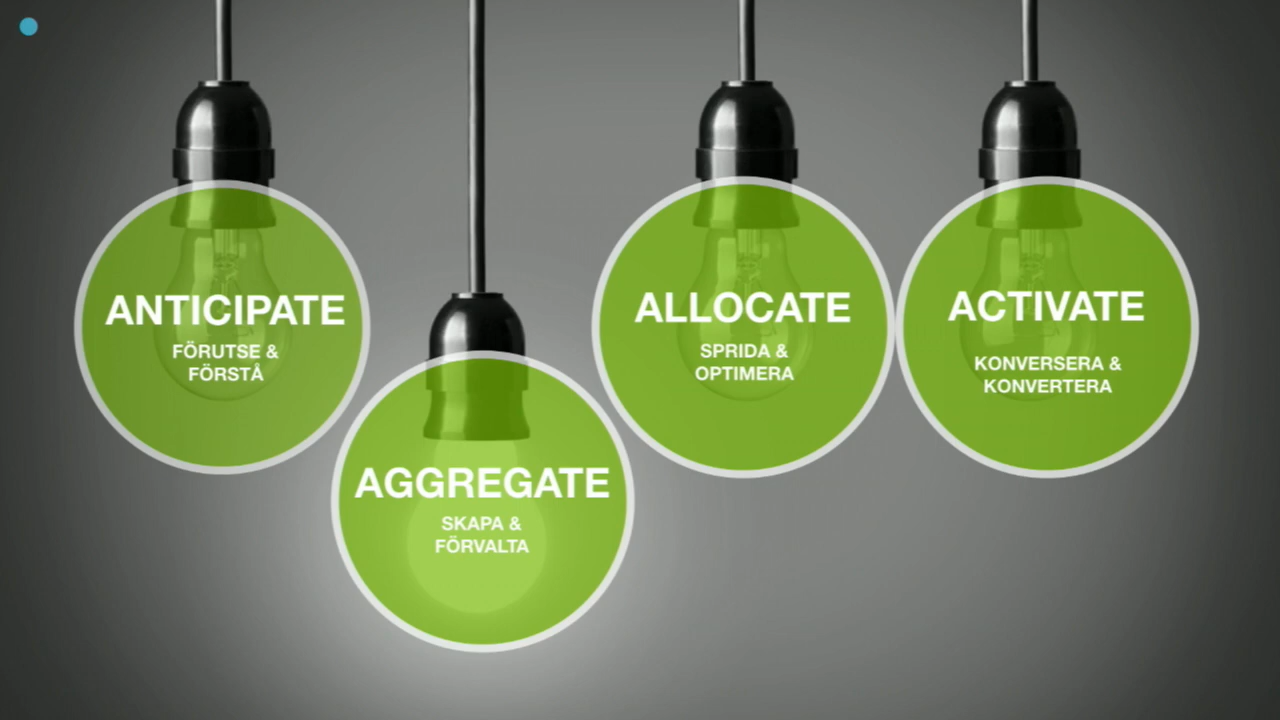 ANTICIPATE
FÖRUTSE &
FÖRSTÅ
AGGREGATE
SKAPA &
FÖRVALTA
ALLOCATE
SPRIDA &
OPTIMERA
ACTIVATE
KONVERSERA &
KONVERTERA